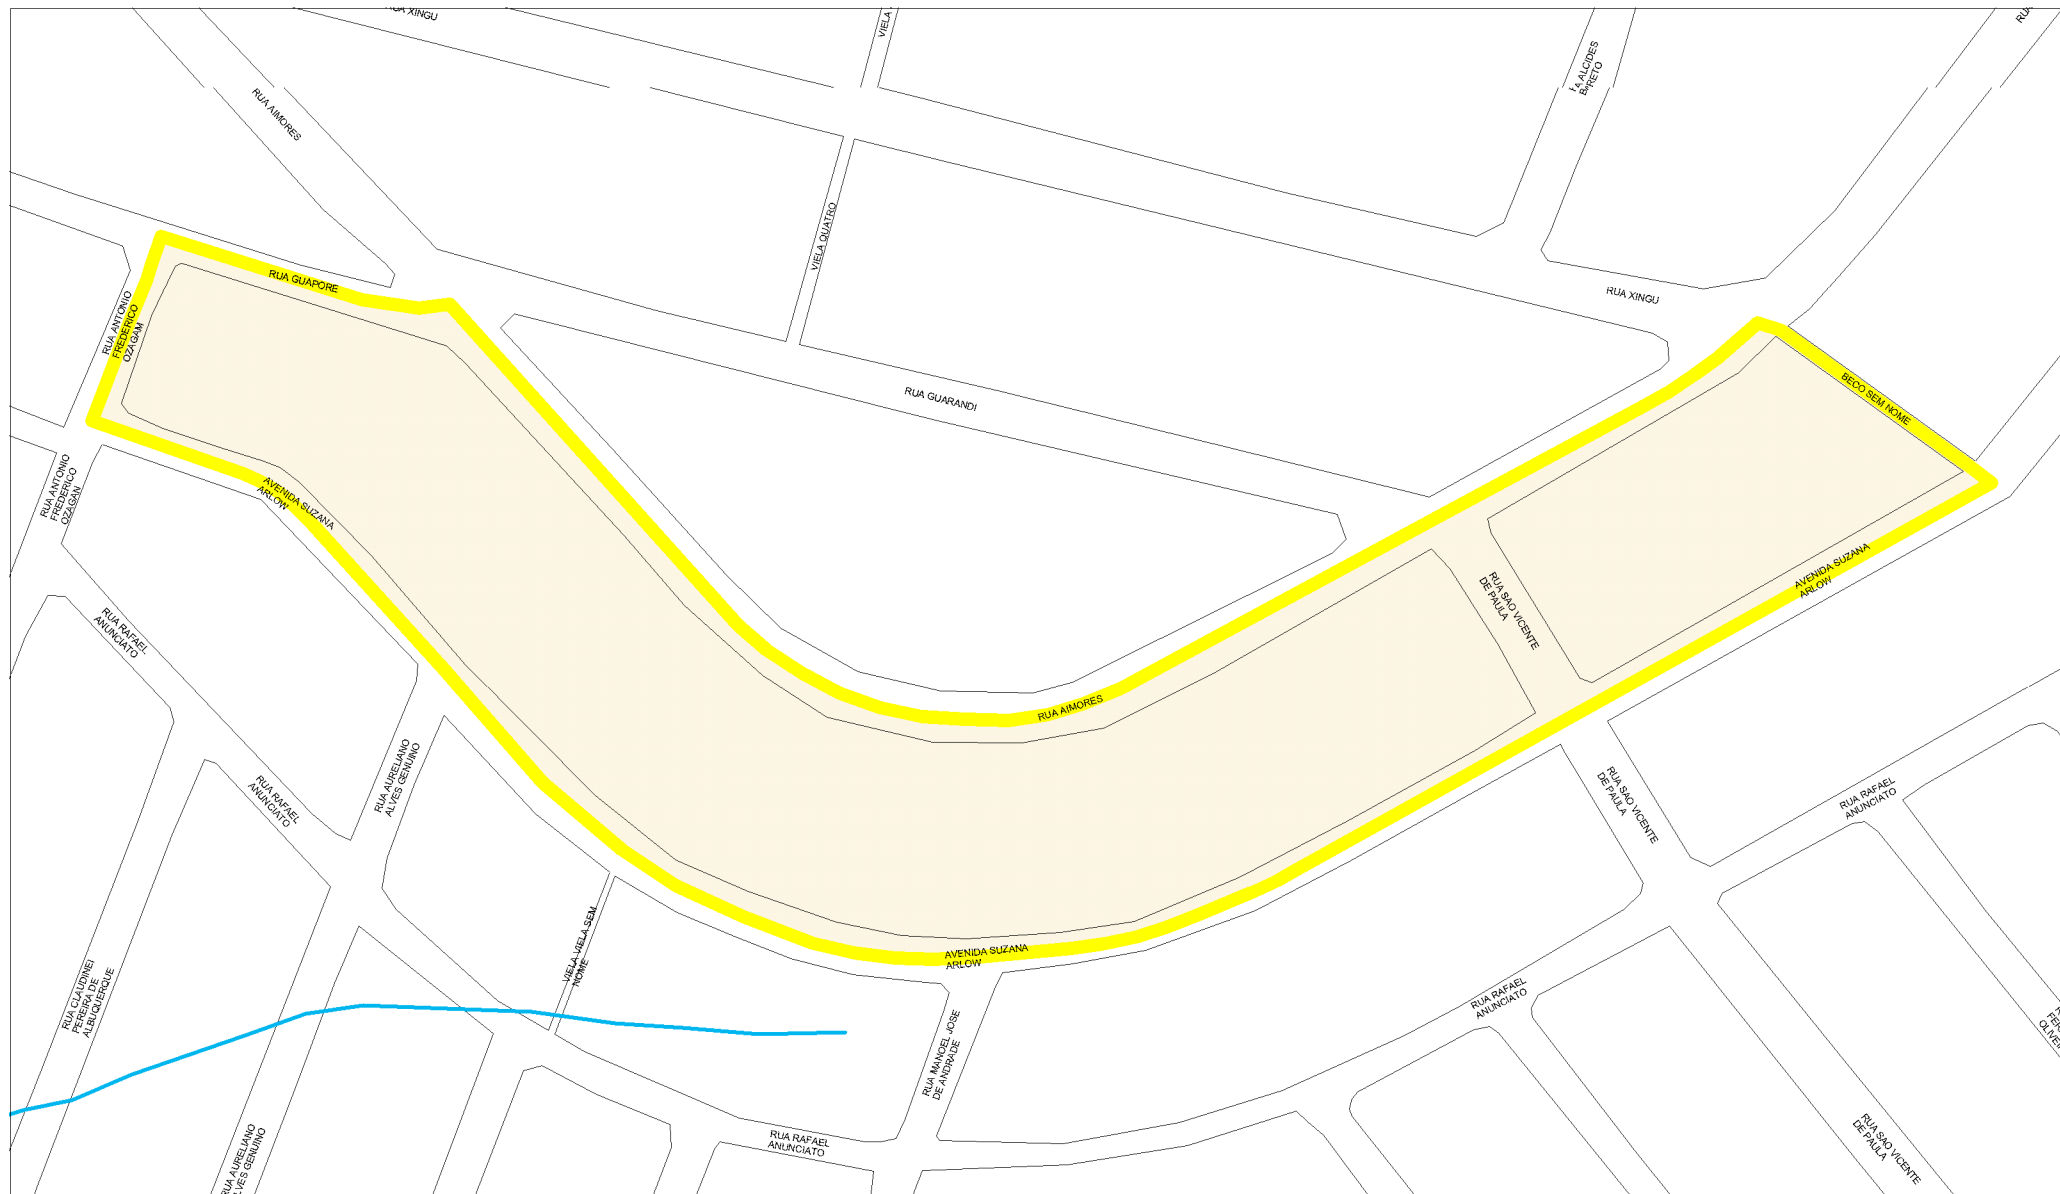 RUA XINGU
VIELA
RUA AIMORES
BARRETO
VIELA QUATRO
RUA GUAPORE
RUA XINGU
RUA ANTONIO
FREDERICO
OZAGAM
RUA GUARANDI
BECO SEM NOME
RUA ANTONIO
FREDERICO
OZAGAN
AVENIDA SUZANA
ARLOW
RUA SAO VICENTE
DE PAULA
AVENIDA SUZANA
ARLOW
RUA RAFAEL
ANUNCIATO
RUA AIMORES
RUA AURELIANO
ALVES GENUINO
RUA RAFAEL
ANUNCIATO
RUA SAO VICENTE
DE PAULA
RUA RAFAEL
ANUNCIATO
VIELA VIELA SEM
NOME
AVENIDA SUZANA
ARLOW
RUA CLAUDINEI
PEREIRA DE
ALBUQUERQUE
RUA RAFAEL
ANUNCIATO
RUA MANOEL JOSE
DE ANDRADE
RUA RAFAEL
ANUNCIATO
RUA AURELIANO
ALVES GENUINO
RUA SAO VICENTE
DE PAULA